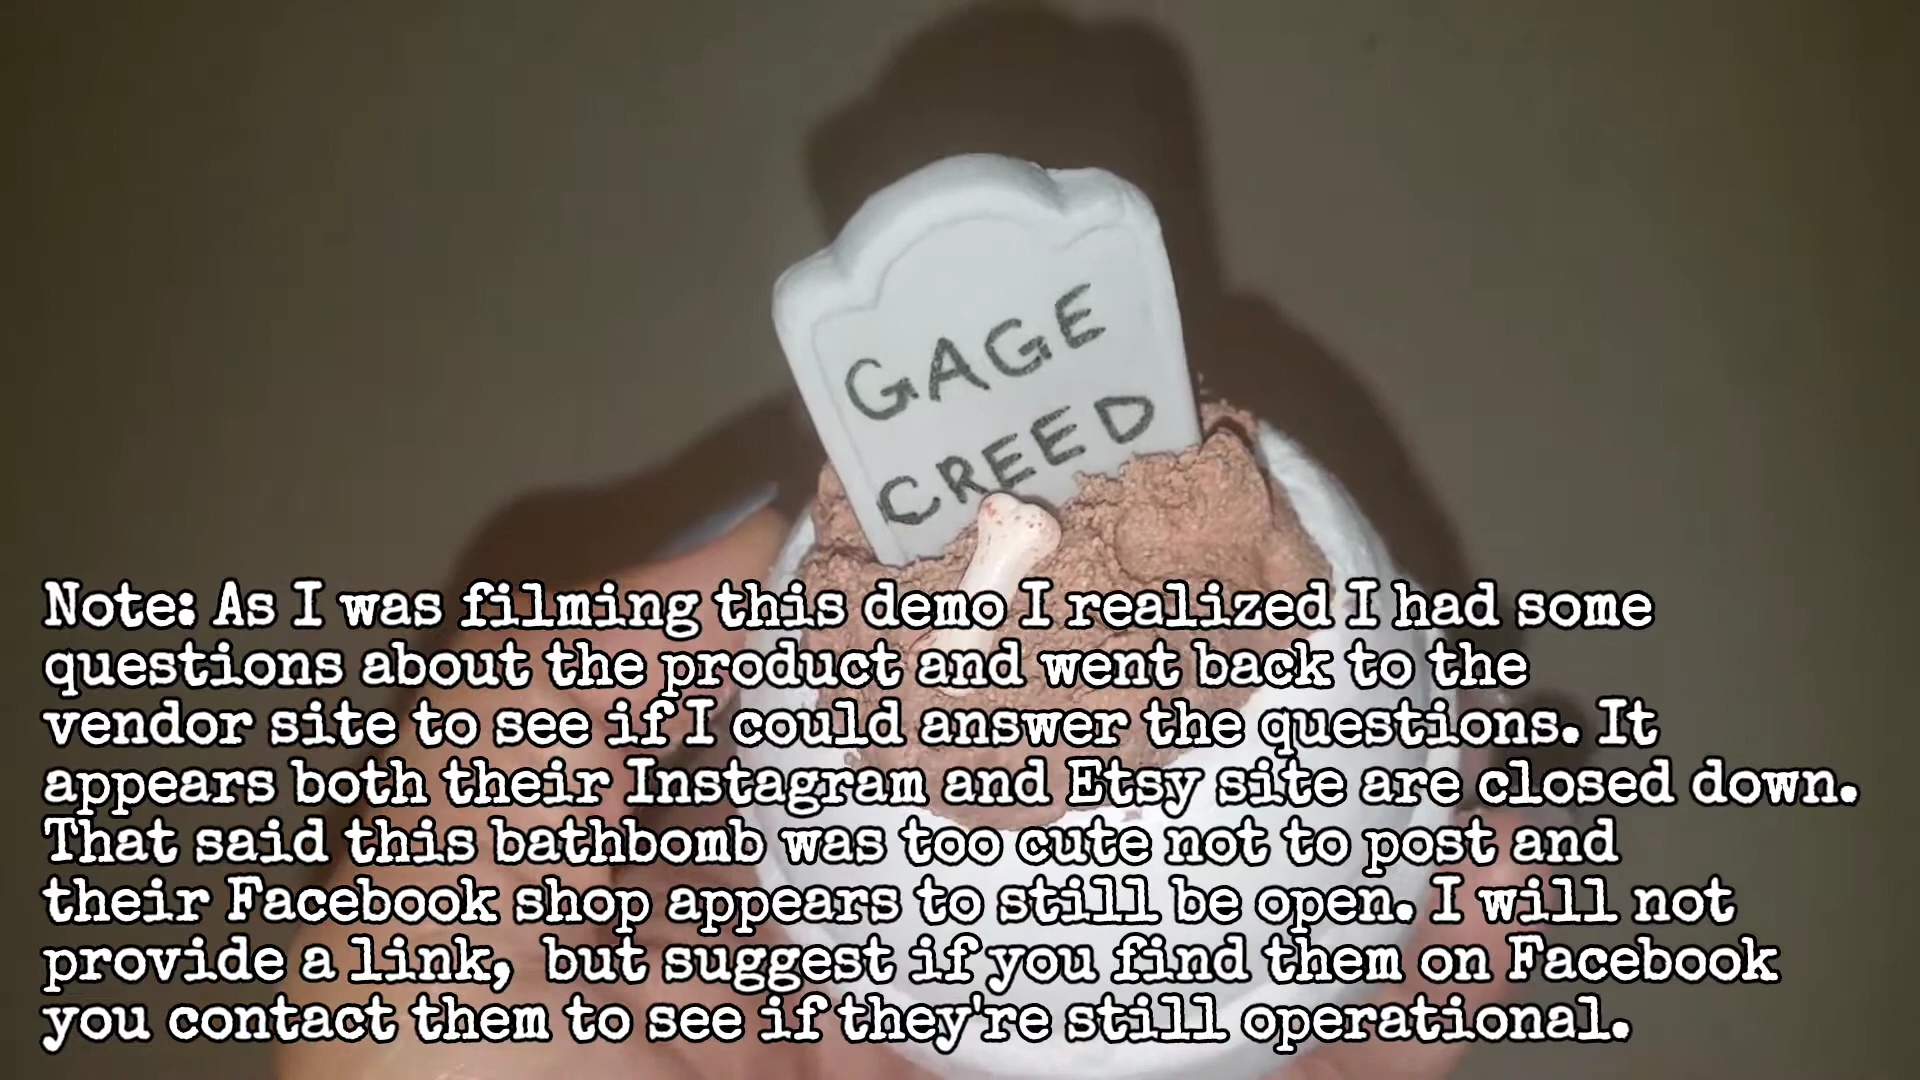 GAGE
CREED
Note: As I was filming this demo I realized I had some
questions about the product and went back to the
vendor site to see if I could answer the questions. It
appears both their Instagram and Etsy site are closed down.
That said this bathbomb was too cute not to post and
their Facebook shop appears to still be open. I will not
provide a link, but suggest if you find them on Facebook
you contact them to see if they're still operational.